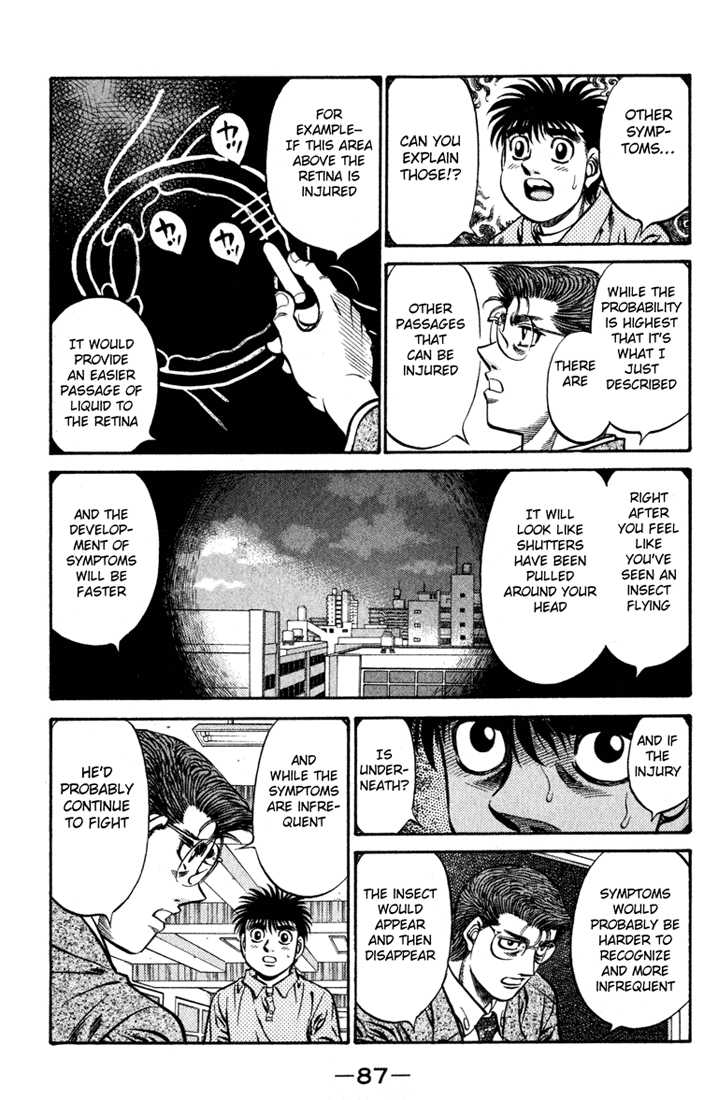 OTHER
SYMP-
TOMS...
CAN YOU
EXPLAIN
THOSE!?
WHILE THE
PROBABILITY
IS HIGHEST
THAT IT'S
WHAT I
JUST
DESCRIBED
THERE
ARE
OTHER
PASSAGES
THAT
CAN BE
INJURED
FOR
EXAMPLE-
IF THIS AREA
ABOVE THE
RETINA IS
INJURED
ガッ
ガッ
ガッ
IT WOULD
PROVIDE
AN EASIER
PASSAGE OF
LIQUID TO
THE RETINA
RIGHT
AFTER
YOU FEEL
LIKE
YOU'VE
SEEN AN
INSECT
FLYING
IT WILL
LOOK LIKE
SHUTTERS
HAVE BEEN
PULLED
AROUND YOUR
HEAD
AND THE
DEVELOP-
MENT OF
SYMPTOMS
WILL BE
FASTER
AND IF
THE
INJURY
IS
UNDER-
NEATH?
SYMPTOMS
WOULD
PROBABLY BE
HARDER TO
RECOGNIZE
AND MORE
INFREQUENT
THE INSECT
WOULD
APPEAR
AND THEN
DISAPPEAR
AND
WHILE THE
SYMPTOMS
ARE INFRE-
QUENT
HE'D
PROBABLY
CONTINUE
TO FIGHT
—87—